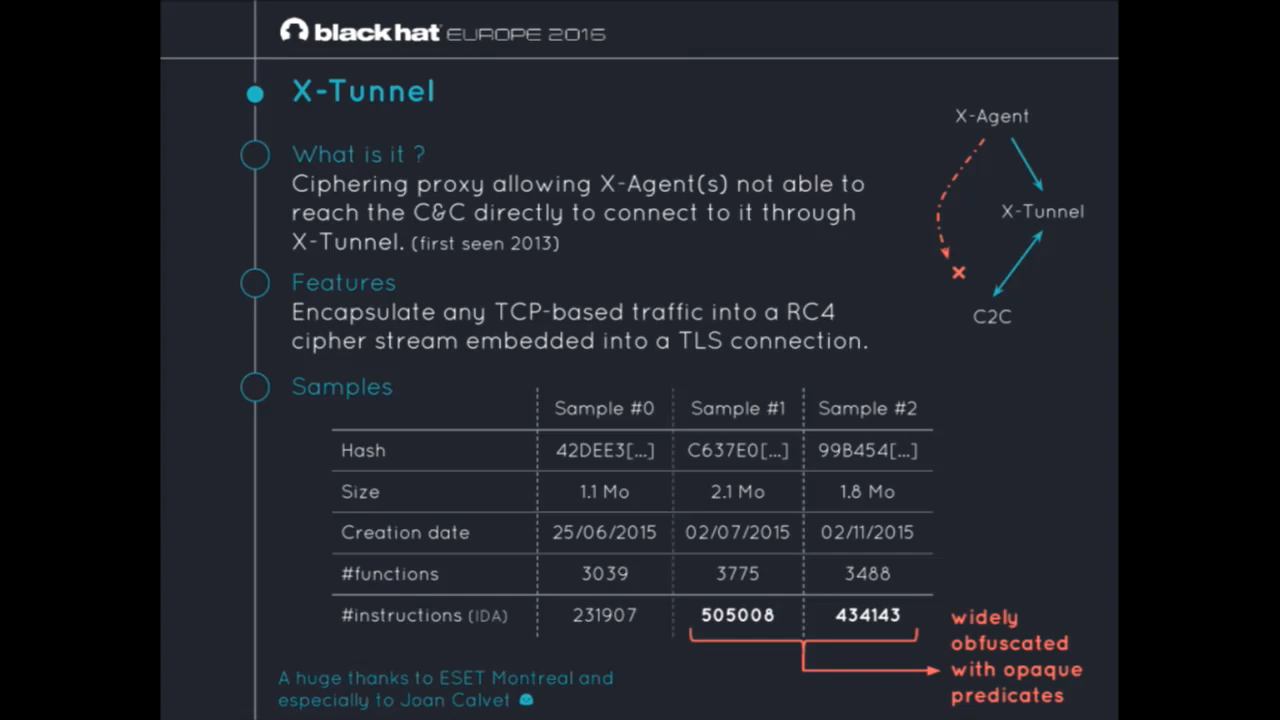 black hat EUROPE 2016
X-Tunnel
What is it ?
Ciphering proxy allowing X-Agent(s) not able to
reach the C&C directly to connect to it through
X-Tunnel. (first seen 2013)
X-Agent
X-Tunnel
C2C
Features
Encapsulate any TCP-based traffic into a RC4
cipher stream embedded into a TLS connection.
Samples
Sample #0 Sample #1 Sample #2
Hash 42DEE3[...] C637E0[...] 99B454[...]
Size 1.1 Mo 2.1 Mo 1.8 Mo
Creation date 25/06/2015 02/07/2015 02/11/2015
#functions 3039 3775 3488
#instructions (IDA) 231907 505008 434143
widely
obfuscated
with opaque
predicates
A huge thanks to ESET Montreal and
especially to Joan Calvet